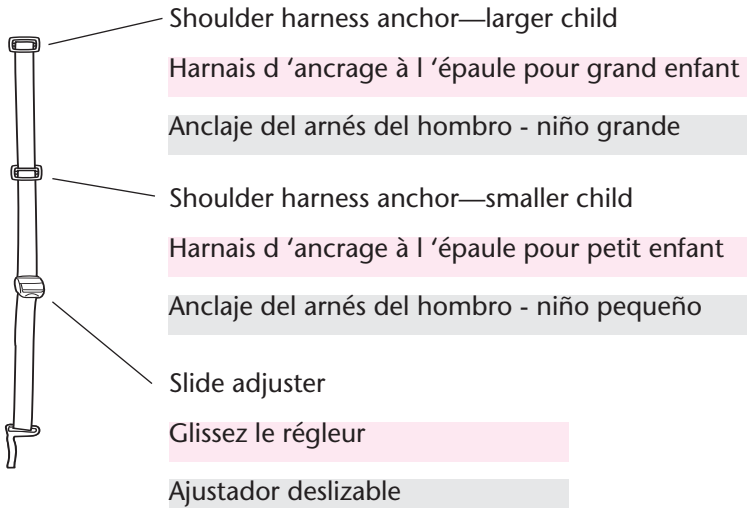 Shoulder harness anchor—larger child
Harnais d ‘ancrage à l ‘épaule pour grand enfant
Anclaje del arnés del hombro - niño grande
Shoulder harness anchor—smaller child
Harnais d ‘ancrage à l ‘épaule pour petit enfant
Anclaje del arnés del hombro - niño pequeño
Slide adjuster
Glissez le régleur
Ajustador deslizable